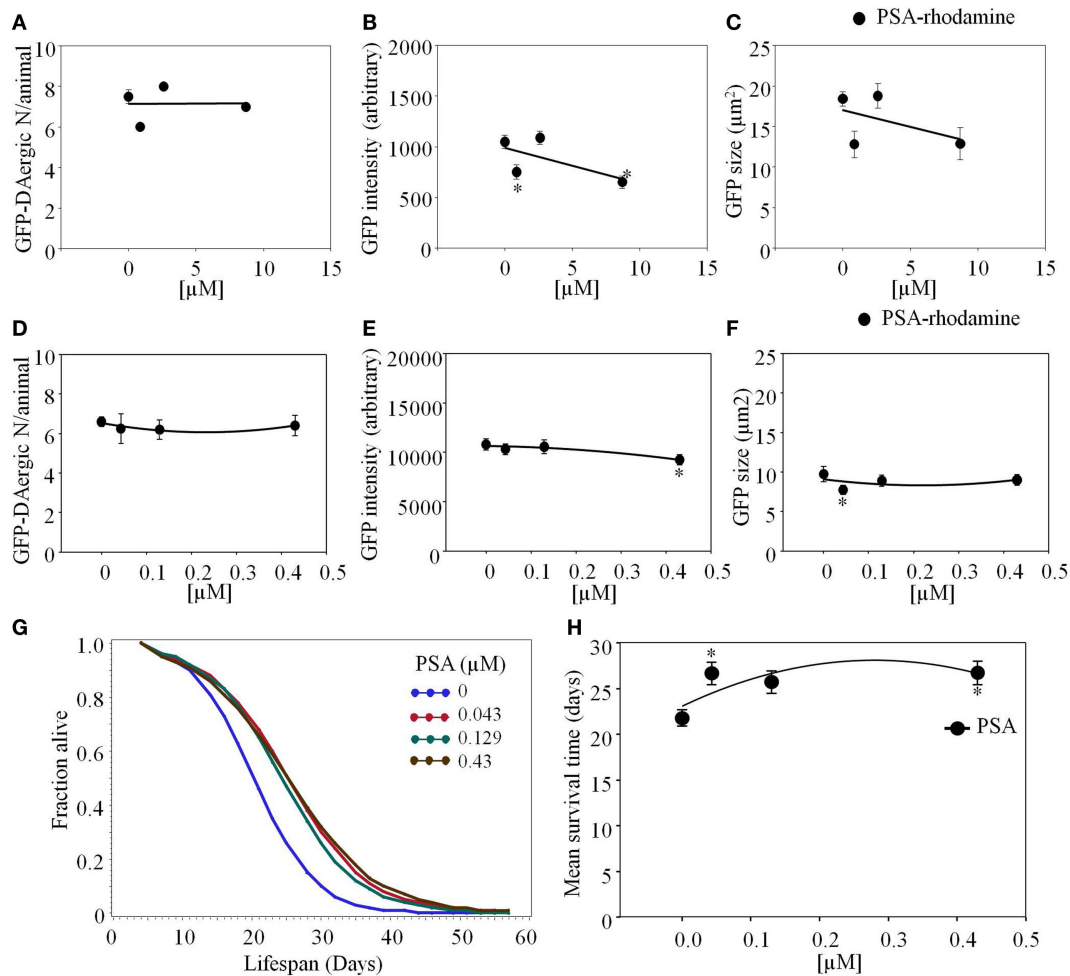 A
GFP-DAergic N/animal
10
8
6
4
2
0
0 5 10 15
[µM]
B
GFP intensity (arbitrary)
2000
1500
1000
500
0
0 5 10 15
[µM]
*
*
C
PSA-rhodamine
GFP size (µm²)
25
20
15
10
5
0
0 5 10 15
[µM]
D
GFP-DAergic N/animal
10
8
6
4
2
0
0 0.1 0.2 0.3 0.4 0.5
[µM]
E
GFP intensity (arbitrary)
20000
15000
10000
5000
0
0 0.1 0.2 0.3 0.4 0.5
[µM]
*
F
PSA-rhodamine
GFP size (µm2)
25
20
15
10
5
0
0 0.1 0.2 0.3 0.4 0.5
[µM]
*
G
Fraction alive
1.0
0.8
0.6
0.4
0.2
0
0 10 20 30 40 50 60
Lifespan (Days)
PSA (µM)
0
0.043
0.129
0.43
H
Mean survival time (days)
30
25
20
15
10
5
0
0.0 0.1 0.2 0.3 0.4 0.5
[µM]
*
*
PSA